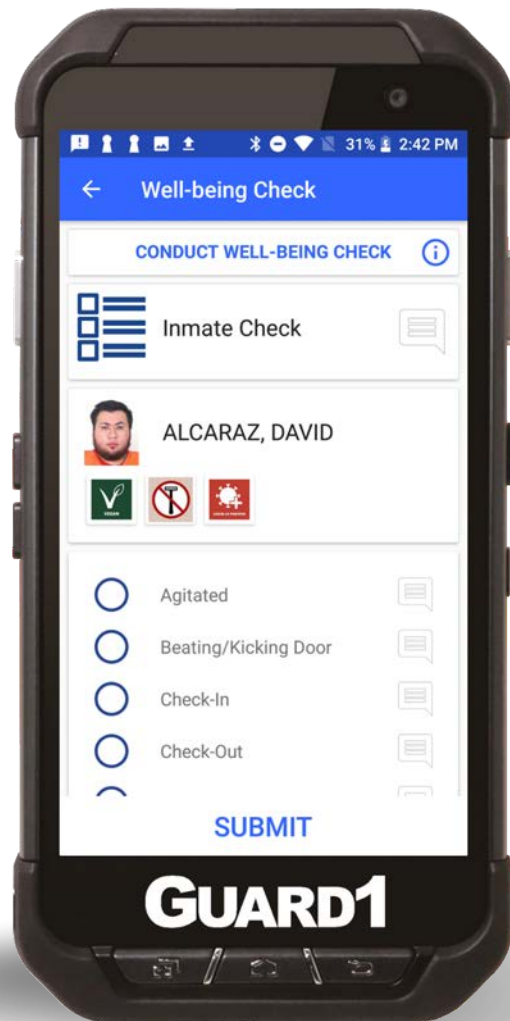 31% 2:42 PM
Well-being Check
CONDUCT WELL-BEING CHECK
Inmate Check
ALCARAZ, DAVID
VEGAN
Agitated
Beating/Kicking Door
Check-In
Check-Out
SUBMIT
GUARD1